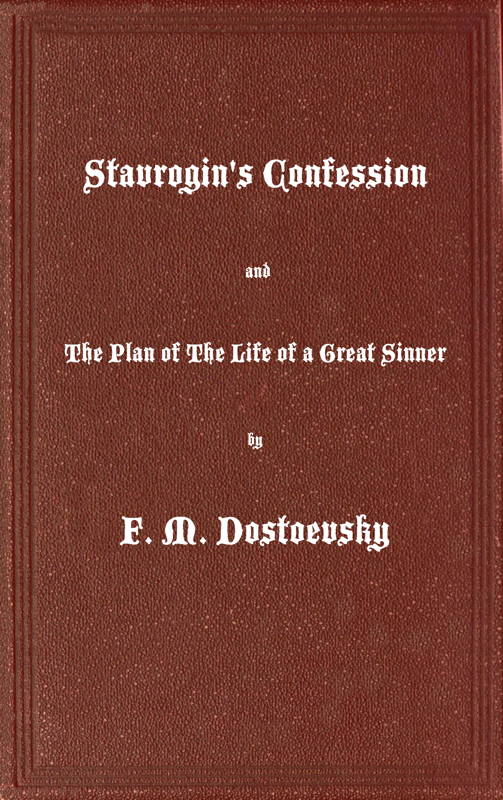 Stavrogin's Confession
and
The Plan of The Life of a Great Sinner
by
F. M. Dostoevsky